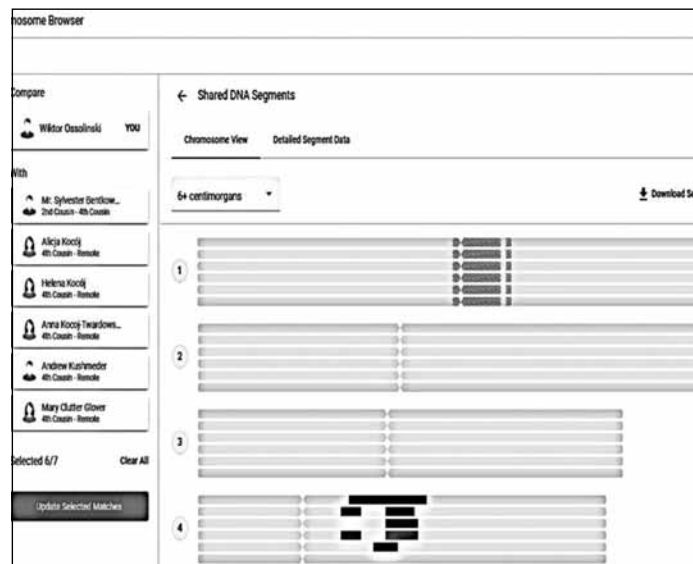 nosome Browser
Compare
Wiktor Ossolinski YOU
With
Mr. Sylvester Bentkow...
2nd Cousin - 4th Cousin
Alicja Kocój
4th Cousin - Remote
Helena Kocój
4th Cousin - Remote
Anna Kocoj-Twardows...
4th Cousin - Remote
Andrew Kushmeder
4th Cousin - Remote
Mary Clutter Glover
4th Cousin - Remote
Selected 6/7 Clear All
Update Selected Matches
← Shared DNA Segments
Chromosome View Detailed Segment Data
6+ centimorgans
Download Se
1
2
3
4